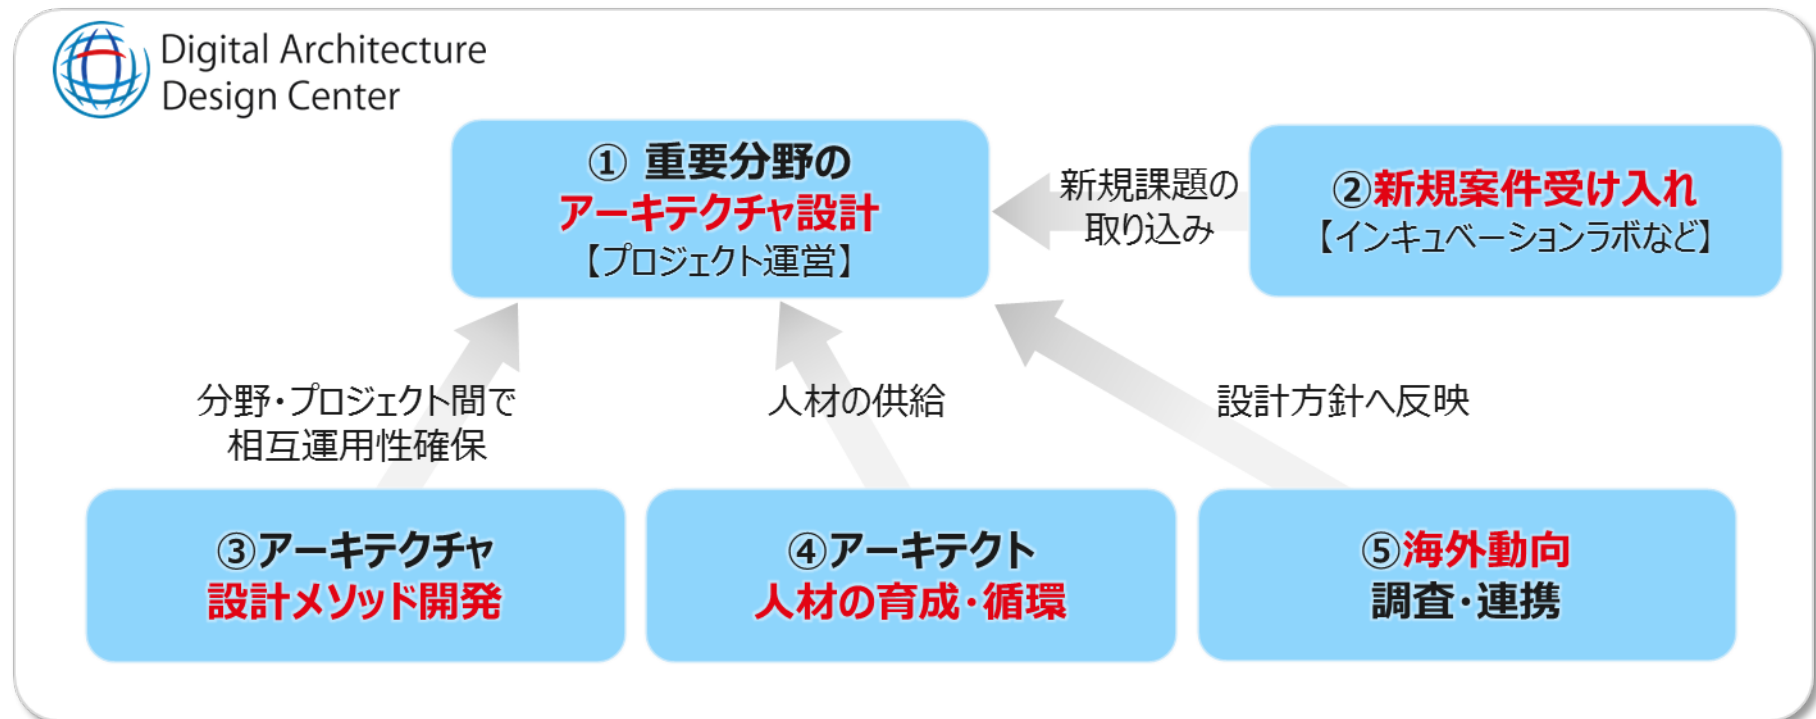 Digital Architecture
Design Center
① 重要分野の
アーキテクチャ設計
【プロジェクト運営】
新規課題の
取り込み
②新規案件受け入れ
【インキュベーションラボなど】
分野・プロジェクト間で
相互運用性確保
人材の供給
設計方針へ反映
③アーキテクチャ
設計メソッド開発
④アーキテクト
人材の育成・循環
⑤海外動向
調査・連携